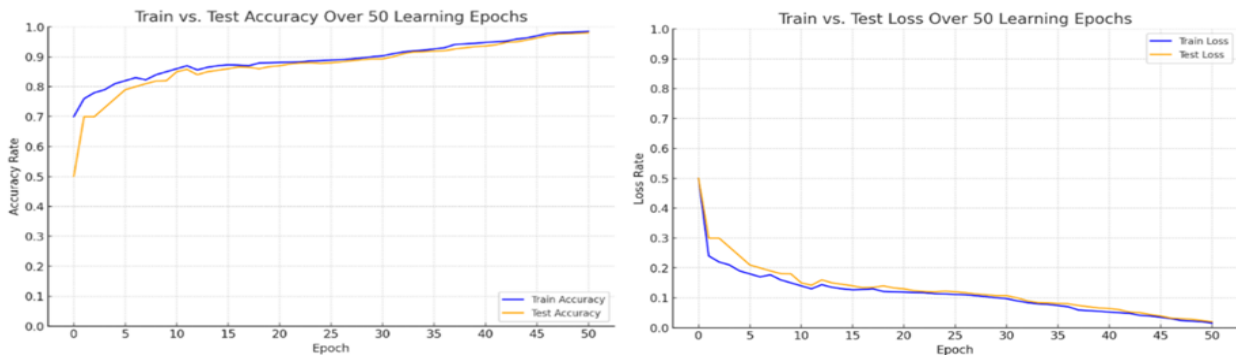 Train vs. Test Accuracy Over 50 Learning Epochs
1.0
0.9
0.8
0.7
0.6
0.5
0.4
0.3
0.2
0.1
0.0
Accuracy Rate
Train Accuracy
Test Accuracy
0 5 10 15 20 25 30 35 40 45 50
Epoch
Train vs. Test Loss Over 50 Learning Epochs
1.0
0.9
0.8
0.7
0.6
0.5
0.4
0.3
0.2
0.1
0.0
Loss Rate
Train Loss
Test Loss
0 5 10 15 20 25 30 35 40 45 50
Epoch